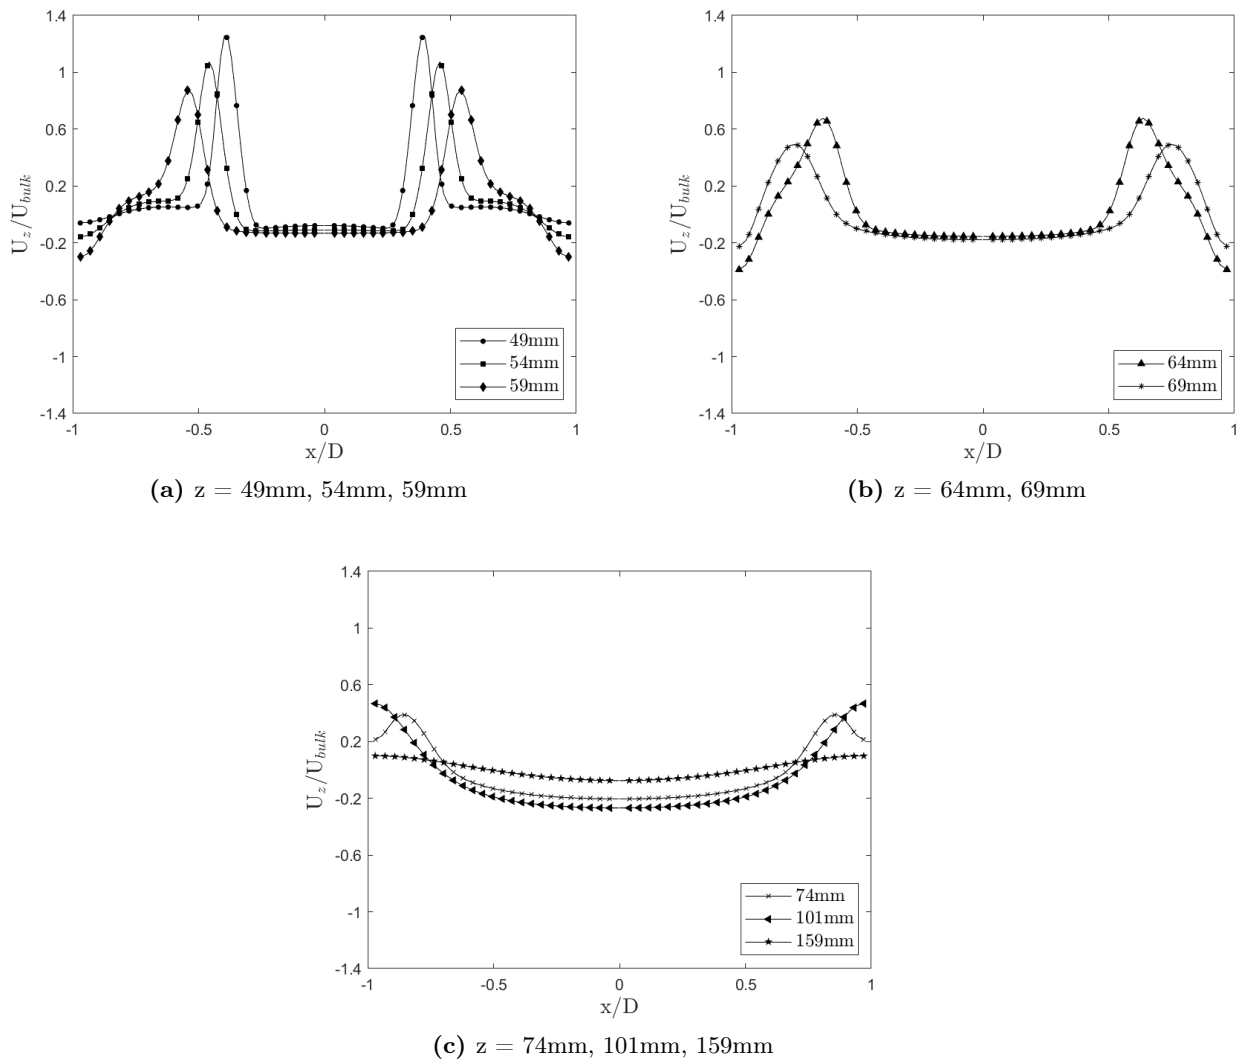 1.4
1
0.6
0.2
-0.2
-0.6
-1
-1.4
U_z/U_bulk
-1
-0.5
0
0.5
1
x/D
49mm
54mm
59mm
(a) z = 49mm, 54mm, 59mm
1.4
1
0.6
0.2
-0.2
-0.6
-1
-1.4
U_z/U_bulk
-1
-0.5
0
0.5
1
x/D
64mm
69mm
(b) z = 64mm, 69mm
1.4
1
0.6
0.2
-0.2
-0.6
-1
-1.4
U_z/U_bulk
-1
-0.5
0
0.5
1
x/D
74mm
101mm
159mm
(c) z = 74mm, 101mm, 159mm